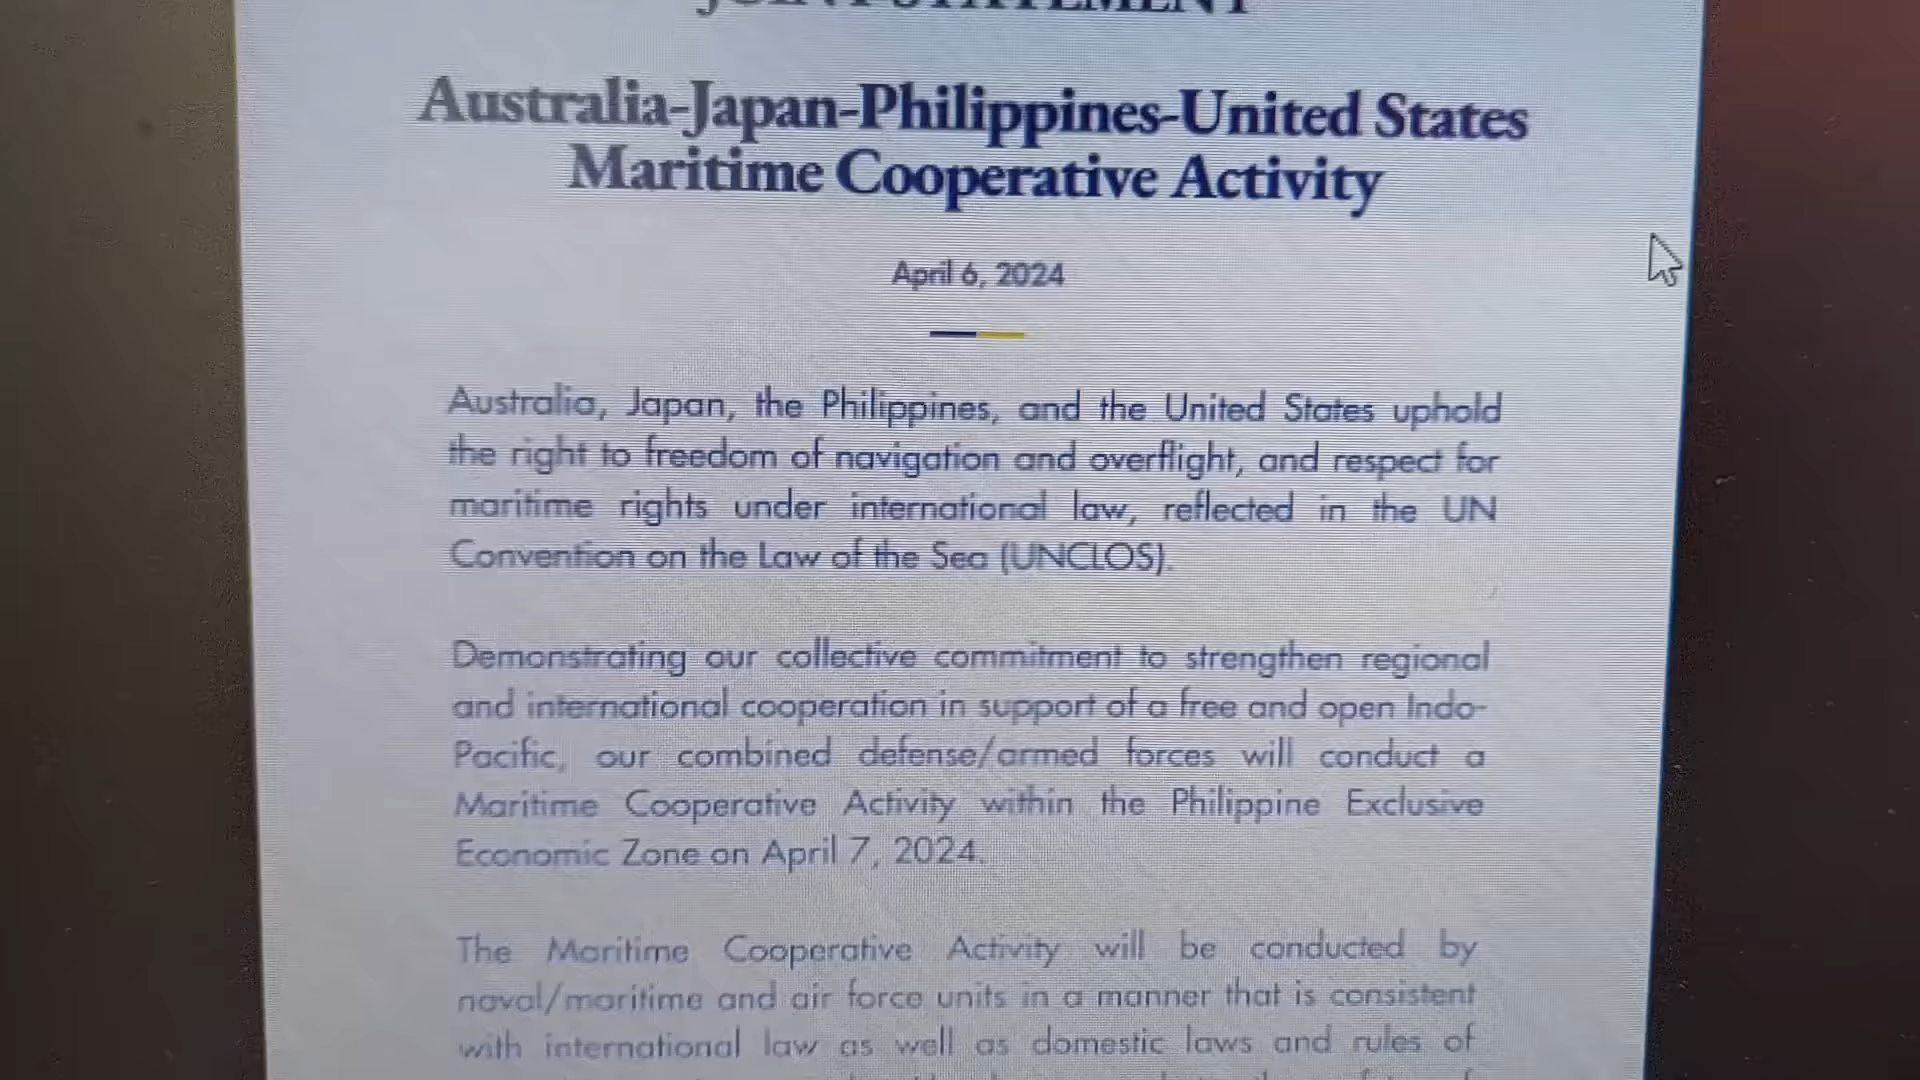 JOINT STATEMENT
Australia-Japan-Philippines-United States
Maritime Cooperative Activity
April 6, 2024
Australia, Japan, the Philippines, and the United States uphold
the right to freedom of navigation and overflight, and respect for
maritime rights under international law, reflected in the UN
Convention on the Law of the Sea (UNCLOS).
Demonstrating our collective commitment to strengthen regional
and international cooperation in support of a free and open Indo-
Pacific, our combined defense/armed forces will conduct a
Maritime Cooperative Activity within the Philippine Exclusive
Economic Zone on April 7, 2024.
The Maritime Cooperative Activity will be conducted by
naval/maritime and air force units in a manner that is consistent
with international law as well as domestic laws and rules of